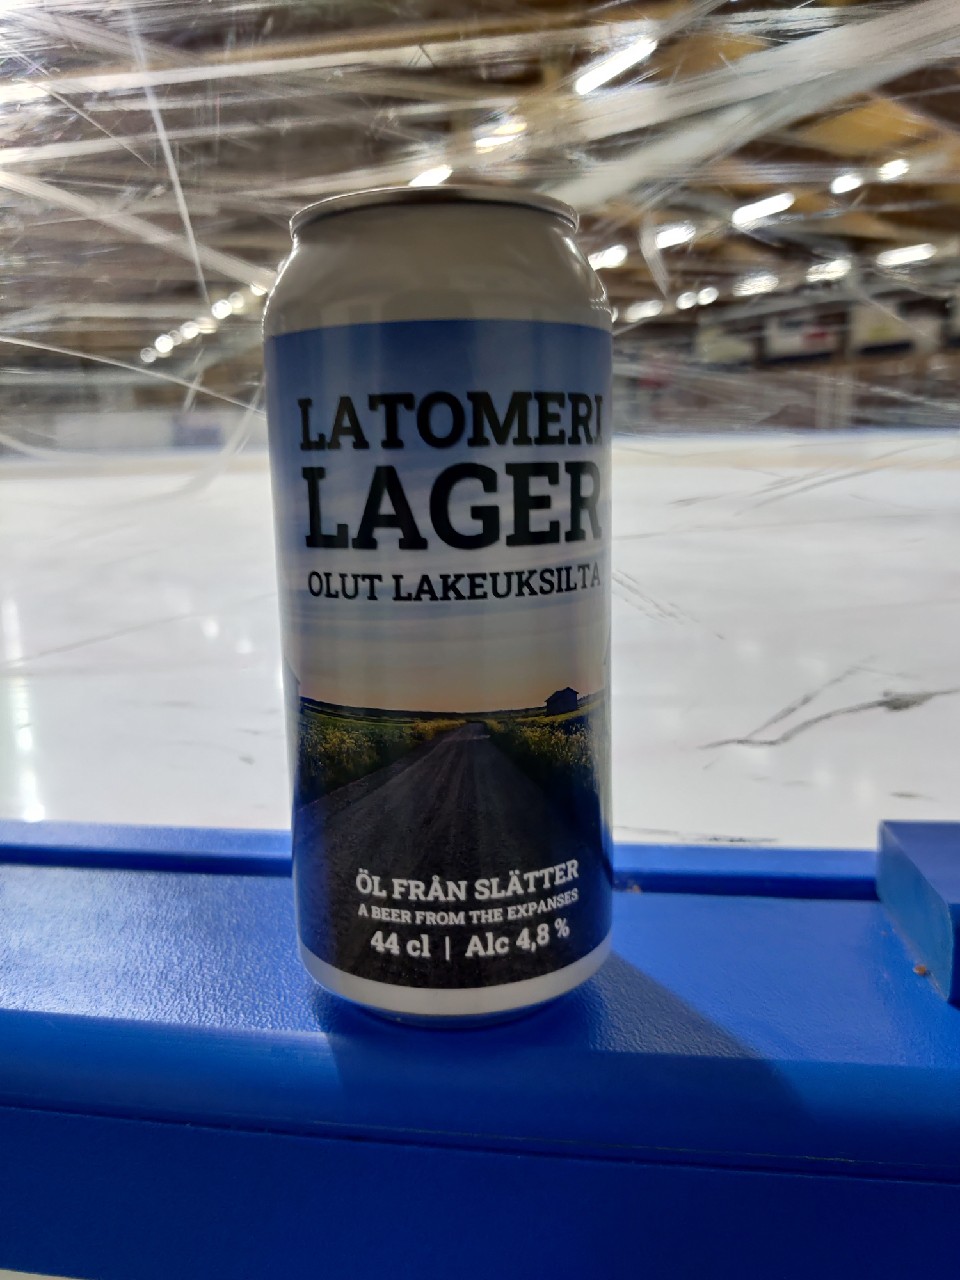 LATOMERI
LAGER
OLUT LAKEUKSILTA
ÖL FRÅN SLÄTTER
A BEER FROM THE EXPANSES
44 cl | Alc 4,8 %